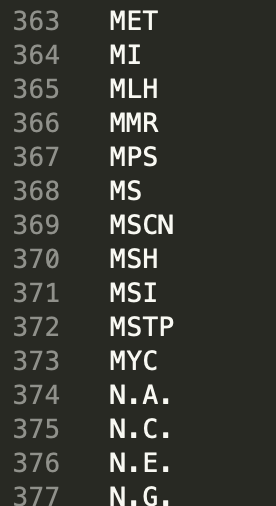 363 MET
364 MI
365 MLH
366 MMR
367 MPS
368 MS
369 MSCN
370 MSH
371 MSI
372 MSTP
373 MYC
374 N.A.
375 N.C.
376 N.E.
377 N.G.